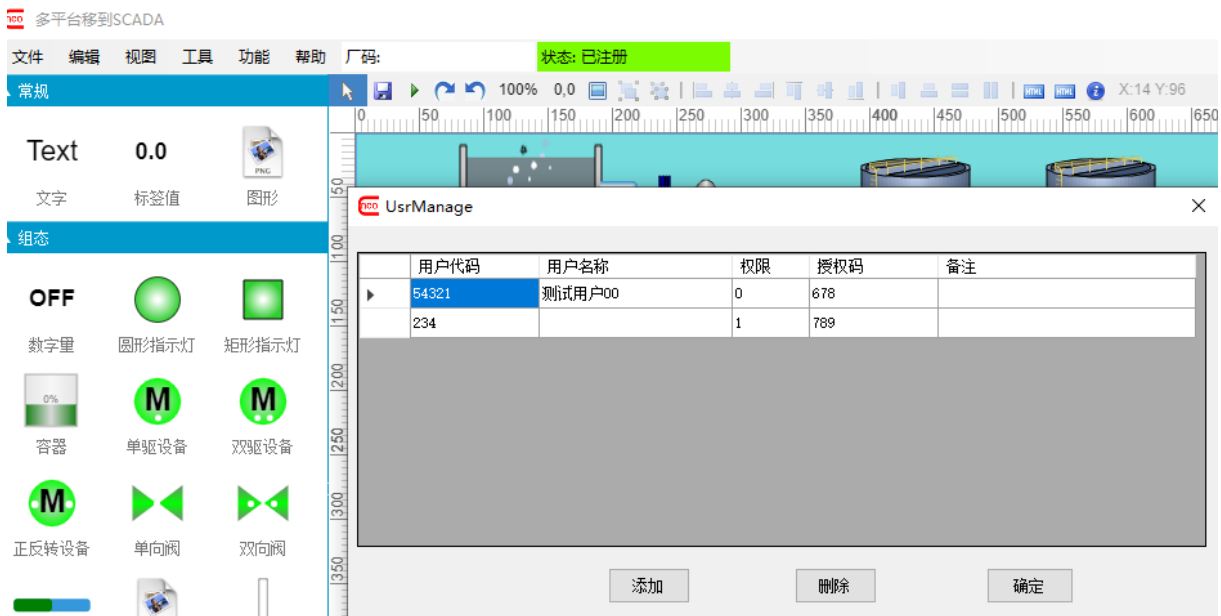 nco 多平台移到SCADA
文件 编辑 视图 工具 功能 帮助 厂码: 状态: 已注册
常规
100% 0,0 HTML HTML i X:14 Y:96
0 50 100 150 200 250 300 350 400 450 500 550 600 650
Text 0.0 PNG
文字 标签值 图形
组态
OFF
数字量 圆形指示灯 矩形指示灯
0% M M
容器 单驱设备 双驱设备
M
正反转设备 单向阀 双向阀
50
100
150
200
250
300
350
nco UsrManage
用户代码 用户名称 权限 授权码 备注
54321 测试用户00 0 678
234 1 789
添加 删除 确定